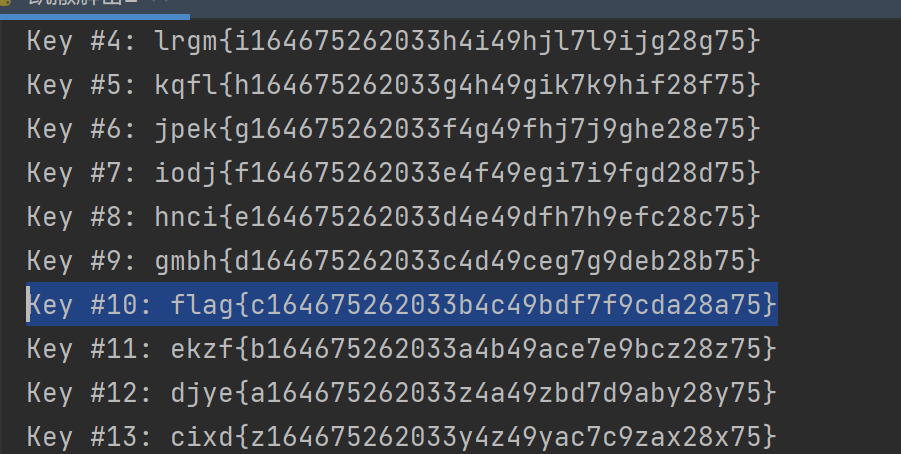 Key #4: lrgm{i164675262033h4i49hjl7l9ijg28g75}
Key #5: kqfl{h164675262033g4h49gik7k9hif28f75}
Key #6: jpek{g164675262033f4g49fhj7j9ghe28e75}
Key #7: iodj{f164675262033e4f49egi7i9fgd28d75}
Key #8: hnci{e164675262033d4e49dfh7h9efc28c75}
Key #9: gmbh{d164675262033c4d49ceg7g9deb28b75}
Key #10: flag{c164675262033b4c49bdf7f9cda28a75}
Key #11: ekzf{b164675262033a4b49ace7e9bcz28z75}
Key #12: djye{a164675262033z4a49zbd7d9aby28y75}
Key #13: cixd{z164675262033y4z49yac7c9zax28x75}